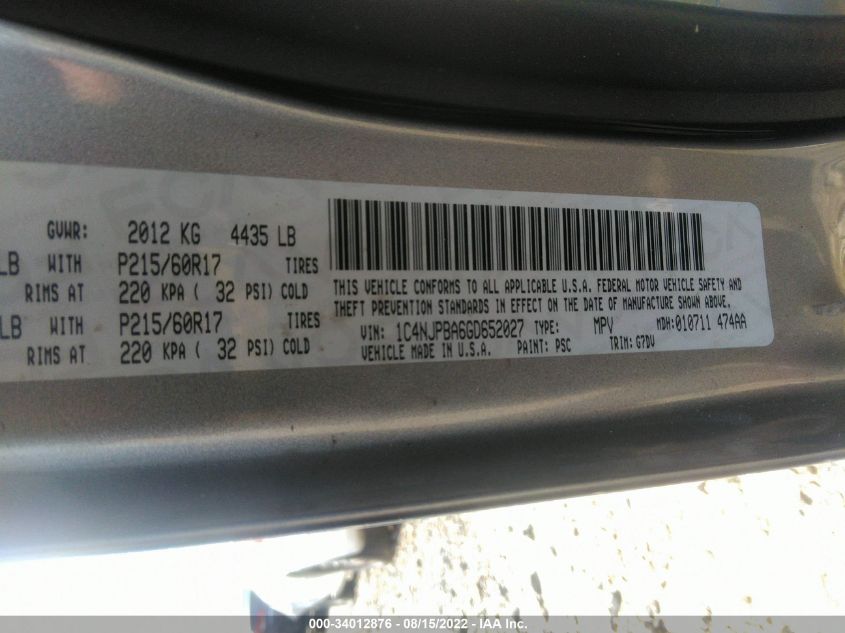 GVWR: 2012 KG 4435 LB
LB WITH P215/60R17 TIRES
RIMS AT 220 KPA ( 32 PSI) COLD
LB WITH P215/60R17 TIRES
RIMS AT 220 KPA ( 32 PSI) COLD
THIS VEHICLE CONFORMS TO ALL APPLICABLE U.S.A. FEDERAL MOTOR VEHICLE SAFETY AND
THEFT PREVENTION STANDARDS IN EFFECT ON THE DATE OF MANUFACTURE SHOWN ABOVE.
VIN: 1C4NJPBA6GD652027 TYPE: MPV MDH:010711 474AA
VEHICLE MADE IN U.S.A. PAINT: PSC TRIM: G7DV
000-34012876 - 08/15/2022 - IAA Inc.